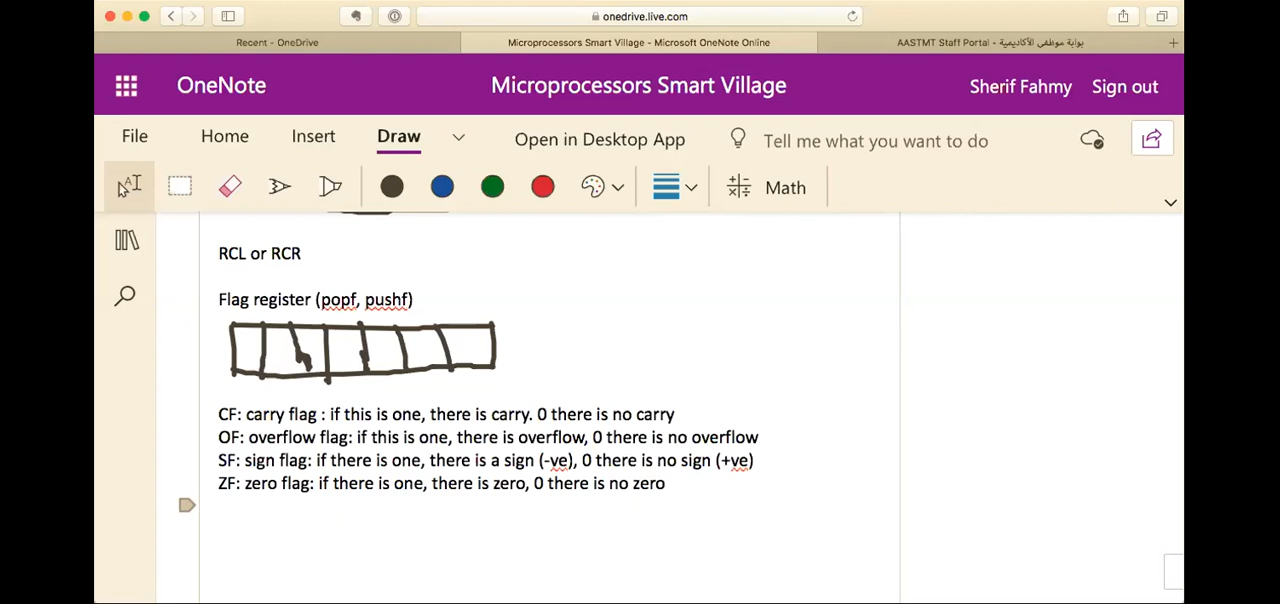 onedrive.live.com
Recent - OneDrive
Microprocessors Smart Village - Microsoft OneNote Online
AASTMT Staff Portal - بوابة موظفى الأكاديمية
OneNote
Microprocessors Smart Village
Sherif Fahmy
Sign out
File
Home
Insert
Draw
Open in Desktop App
Tell me what you want to do
Math
RCL or RCR
Flag register (popf, pushf)
CF: carry flag : if this is one, there is carry. 0 there is no carry
OF: overflow flag: if this is one, there is overflow, 0 there is no overflow
SF: sign flag: if there is one, there is a sign (-ve), 0 there is no sign (+ve)
ZF: zero flag: if there is one, there is zero, 0 there is no zero